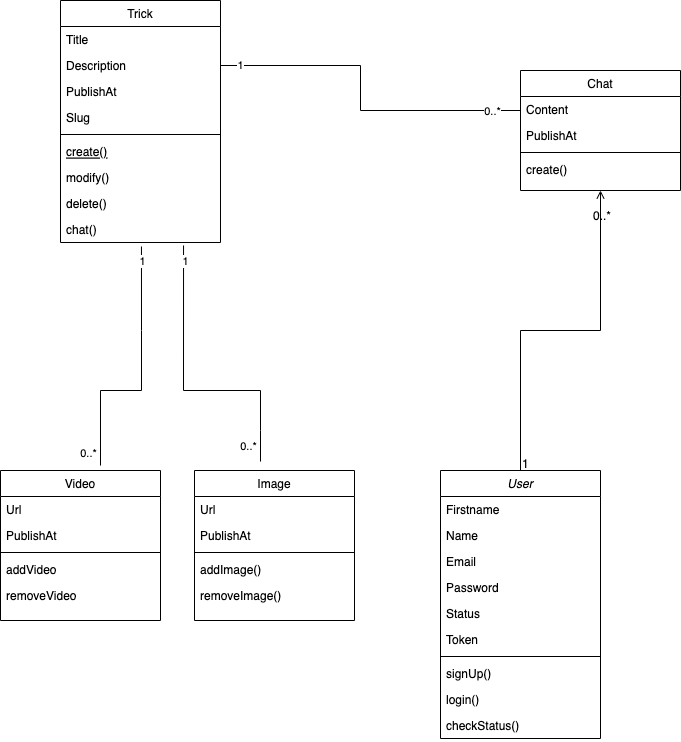 Trick
Title
Description
PublishAt
Slug
create()
modify()
delete()
chat()
1
0..*
Chat
Content
PublishAt
create()
0..*
1
1
1
0..*
0..*
Video
Url
PublishAt
addVideo
removeVideo
Image
Url
PublishAt
addImage()
removeImage()
User
Firstname
Name
Email
Password
Status
Token
signUp()
login()
checkStatus()